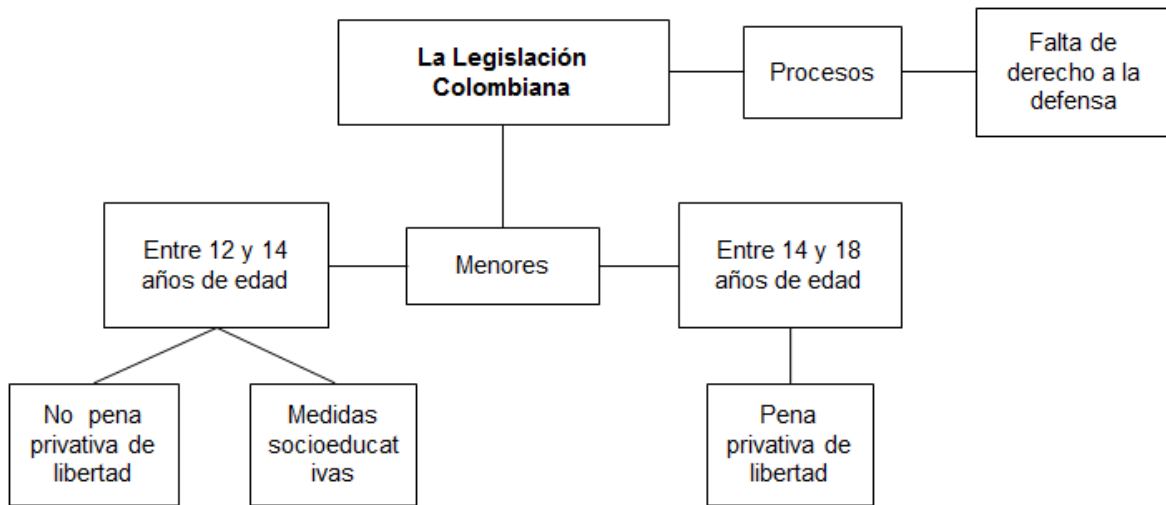 La Legislación
Colombiana
Procesos
Falta de
derecho a la
defensa
Entre 12 y 14
años de edad
Menores
Entre 14 y 18
años de edad
No pena
privativa de
libertad
Medidas
socioeducat
ivas
Pena
privativa de
libertad